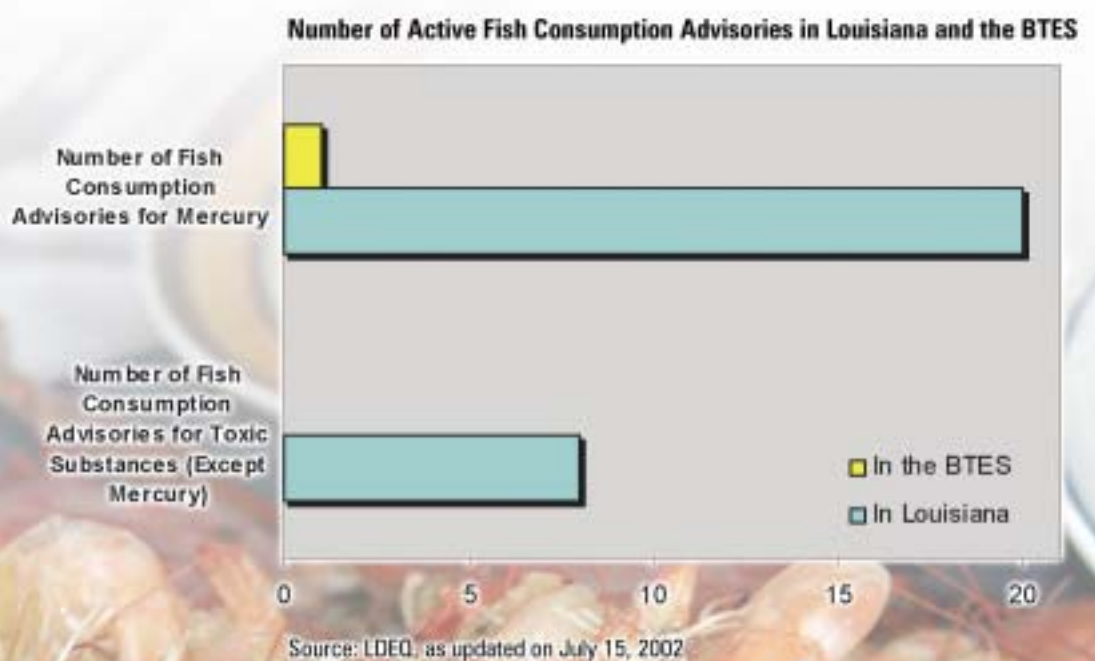 Number of Active Fish Consumption Advisories in Louisiana and the BTES
Number of Fish
Consumption
Advisories for Mercury
Number of Fish
Consumption
Advisories for Toxic
Substances (Except
Mercury)
In the BTES
In Louisiana
0 5 10 15 20
Source: LDEQ, as updated on July 15, 2002